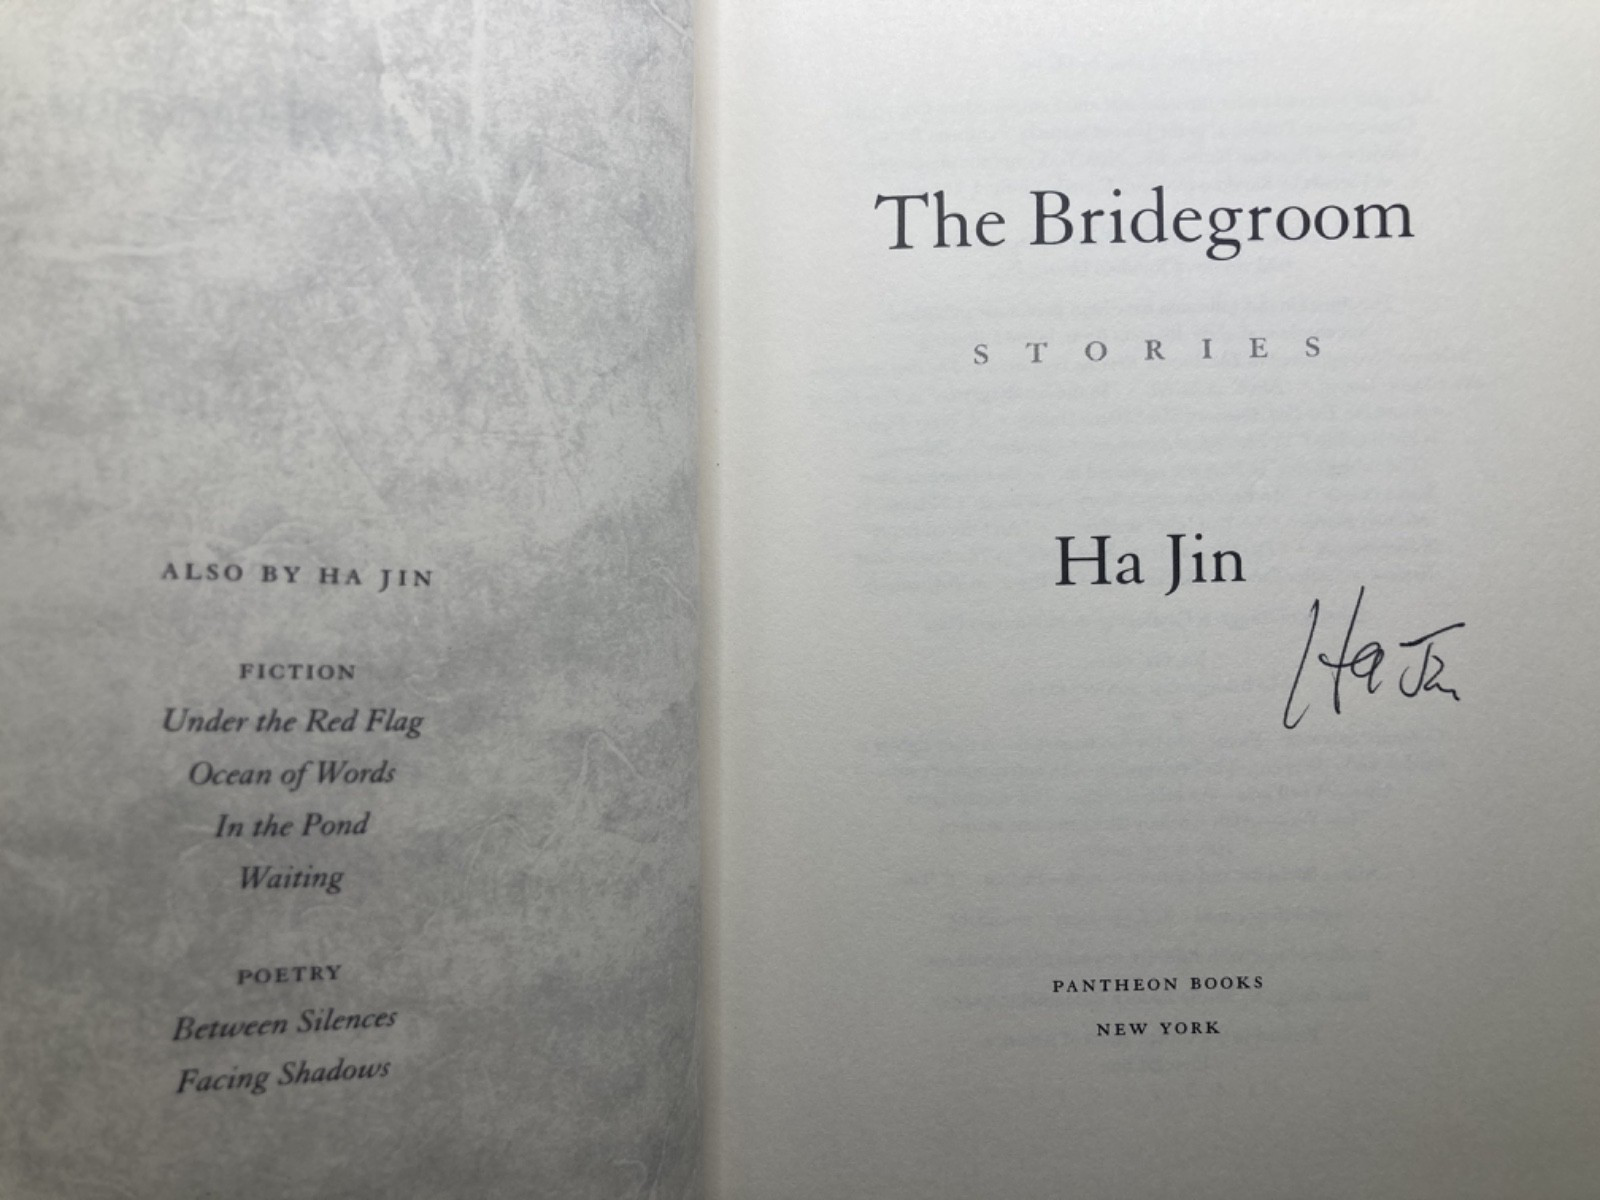 ALSO BY HA JIN
FICTION
Under the Red Flag
Ocean of Words
In the Pond
Waiting
POETRY
Between Silences
Facing Shadows
The Bridegroom
STORIES
Ha Jin
Ha Jin
PANTHEON BOOKS
NEW YORK